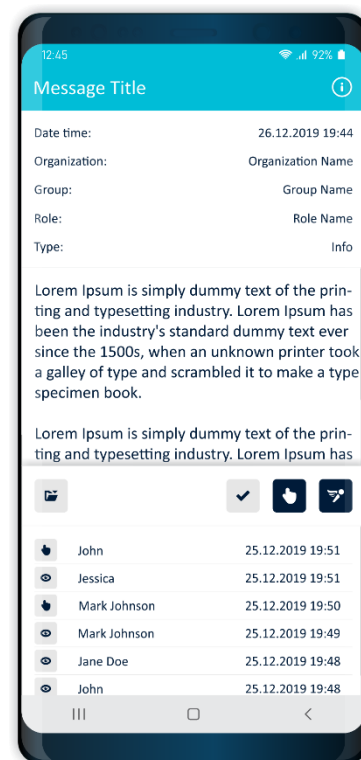 12:45 92%
Message Title
Date time: 26.12.2019 19:44
Organization: Organization Name
Group: Group Name
Role: Role Name
Type: Info
Lorem Ipsum is simply dummy text of the prin-
ting and typesetting industry. Lorem Ipsum has
been the industry's standard dummy text ever
since the 1500s, when an unknown printer took
a galley of type and scrambled it to make a type
specimen book.
Lorem Ipsum is simply dummy text of the prin-
ting and typesetting industry. Lorem Ipsum has
John 25.12.2019 19:51
Jessica 25.12.2019 19:51
Mark Johnson 25.12.2019 19:50
Mark Johnson 25.12.2019 19:49
Jane Doe 25.12.2019 19:48
John 25.12.2019 19:48